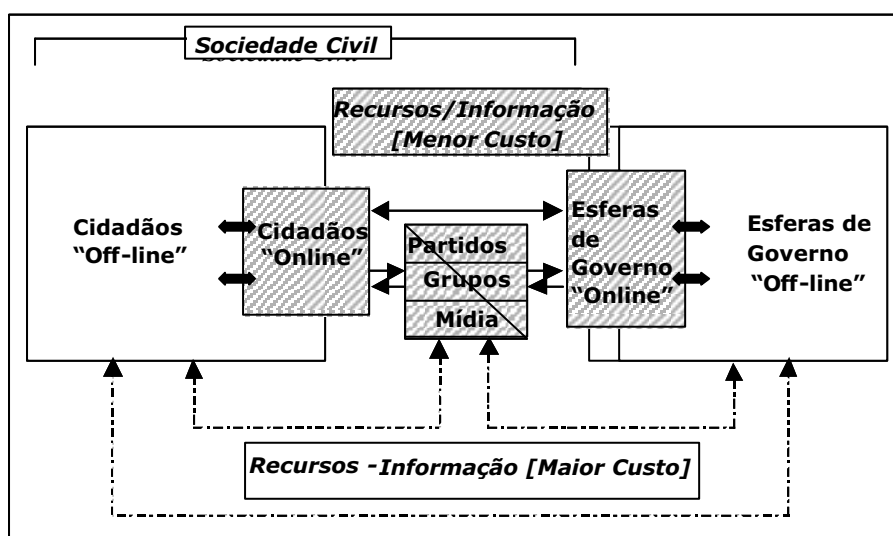 Sociedade Civil
Recursos/Informação
[Menor Custo]
Cidadãos
“Off-line”
Cidadãos
“Online”
Partidos
Grupos
Mídia
Esferas
de
Governo
“Online”
Esferas de
Governo
“Off-line”
Recursos -Informação [Maior Custo]